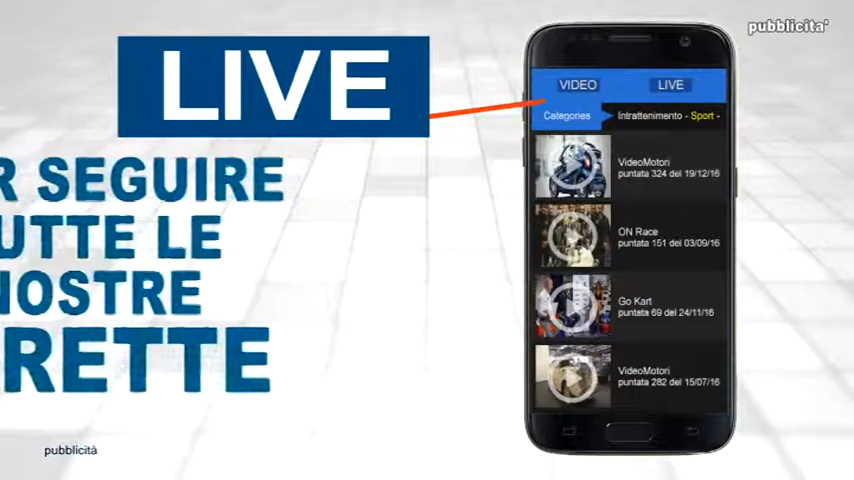 pubblicita'
LIVE
R SEGUIRE
UTTE LE
NOSTRE
RETTE
VIDEO LIVE
Categories Intrattenimento - Sport -
VideoMotori
puntata 324 del 19/12/16
ON Race
puntata 151 del 03/09/16
Go Kart
puntata 69 del 24/11/16
VideoMotori
puntata 282 del 15/07/16
pubblicità